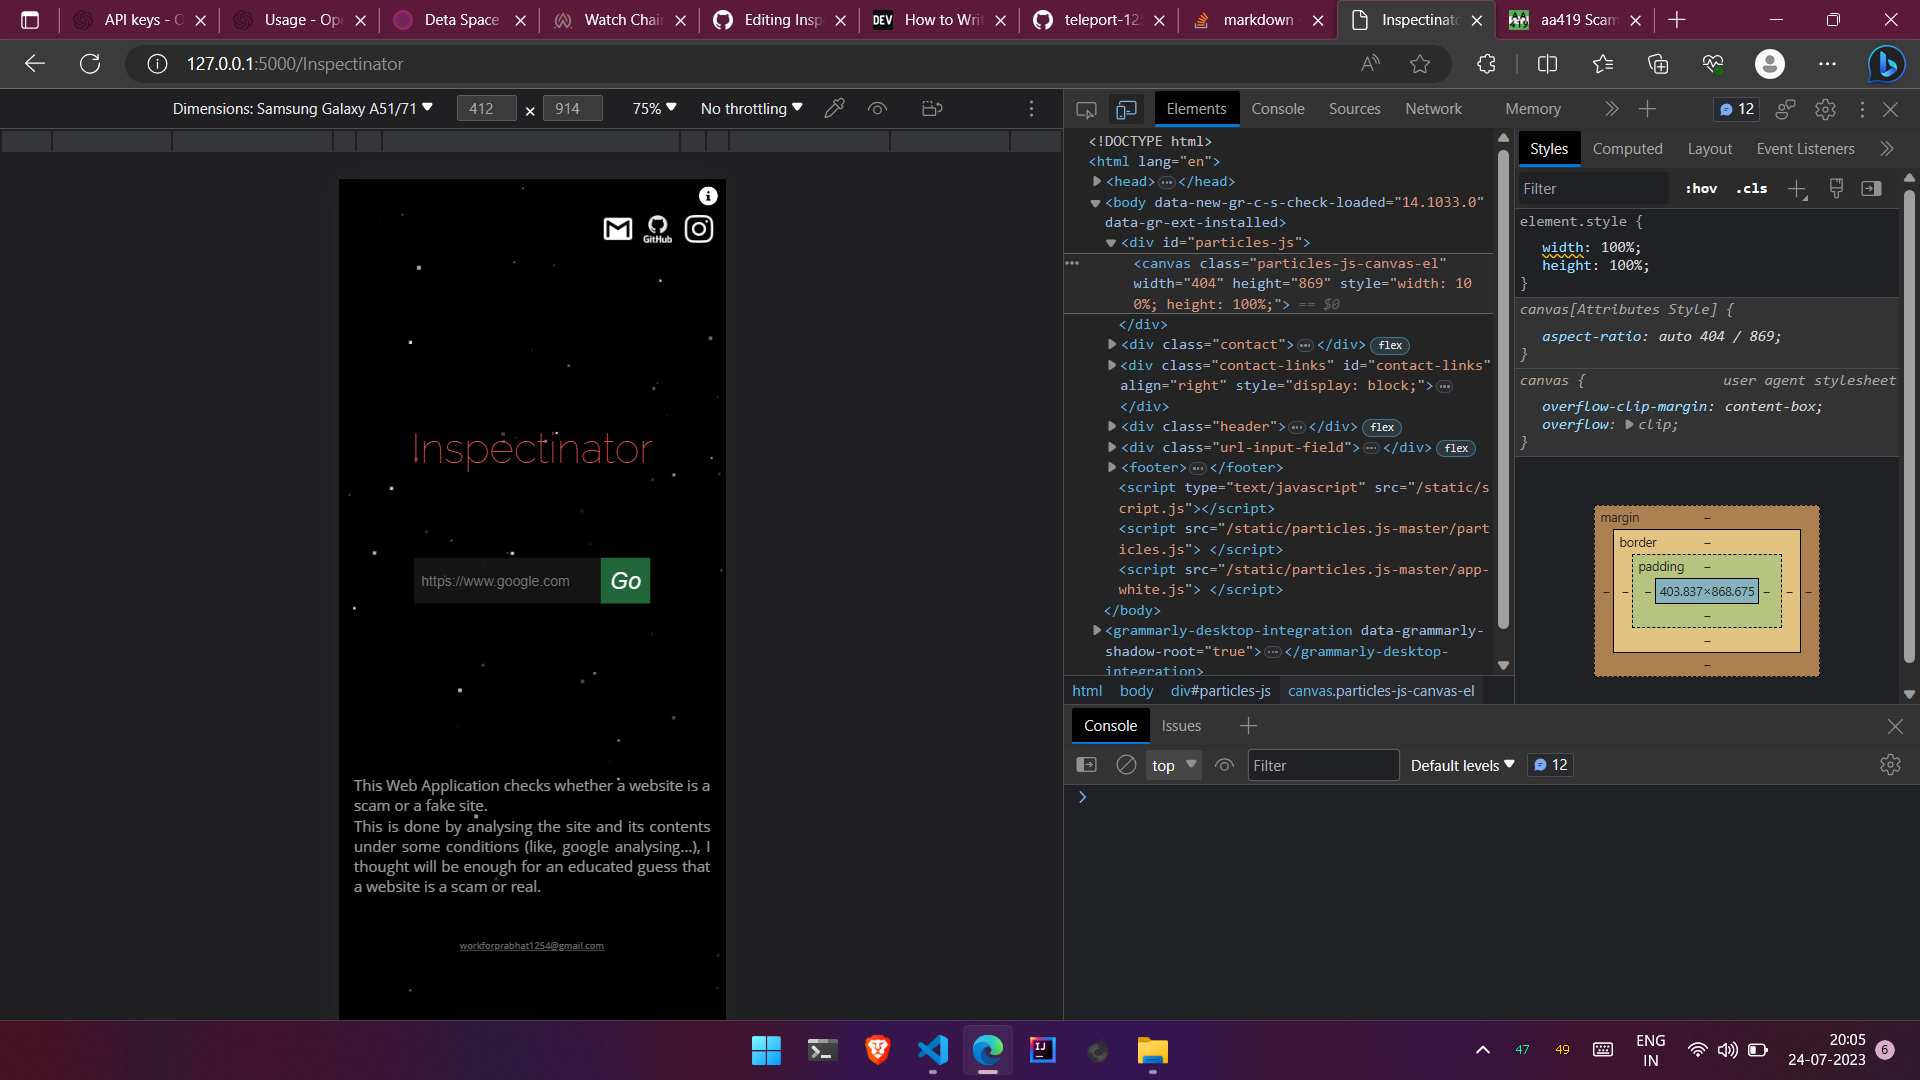 API keys - O
Usage - Ope
Deta Space
Watch Chai
Editing Insp
DEV How to Writ
teleport-125
markdown -
Inspectinato
aa419 Scam
127.0.0.1:5000/Inspectinator
Dimensions: Samsung Galaxy A51/71
412 × 914
75%
No throttling
Elements
Console
Sources
Network
Memory
12
GitHub
Inspectinator
https://www.google.com
Go
This Web Application checks whether a website is a
scam or a fake site.
This is done by analysing the site and its contents
under some conditions (like, google analysing...), I
thought will be enough for an educated guess that
a website is a scam or real.
workforprabhat1254@gmail.com
<!DOCTYPE html>
<html lang="en">
<head> ••• </head>
<body data-new-gr-c-s-check-loaded="14.1033.0"
data-gr-ext-installed>
<div id="particles-js">
<canvas class="particles-js-canvas-el"
width="404" height="869" style="width: 10
0%; height: 100%;"> == $0
</div>
<div class="contact"> ••• </div> flex
<div class="contact-links" id="contact-links"
align="right" style="display: block;"> •••
</div>
<div class="header"> ••• </div> flex
<div class="url-input-field"> ••• </div> flex
<footer> ••• </footer>
<script type="text/javascript" src="/static/s
cript.js"></script>
<script src="/static/particles.js-master/part
icles.js"> </script>
<script src="/static/particles.js-master/app-
white.js"> </script>
</body>
<grammarly-desktop-integration data-grammarly-
shadow-root="true"> ••• </grammarly-desktop-
integration>
html body div#particles-js canvas.particles-js-canvas-el
Styles
Computed
Layout
Event Listeners
Filter
:hov .cls
element.style {
width: 100%;
height: 100%;
}
canvas[Attributes Style] {
aspect-ratio: auto 404 / 869;
}
canvas { user agent stylesheet
overflow-clip-margin: content-box;
overflow: clip;
}
margin –
border –
padding –
– – – 403.837×868.675 – – –
–
–
–
Console
Issues
top
Filter
Default levels
12
47
49
ENG
IN
20:05
24-07-2023
6